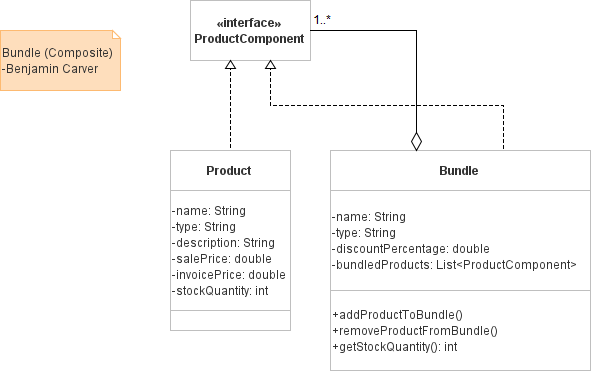 «interface»
ProductComponent
1..*
Bundle (Composite)
-Benjamin Carver
Product
-name: String
-type: String
-description: String
-salePrice: double
-invoicePrice: double
-stockQuantity: int
Bundle
-name: String
-type: String
-discountPercentage: double
-bundledProducts: List<ProductComponent>
+addProductToBundle()
+removeProductFromBundle()
+getStockQuantity(): int